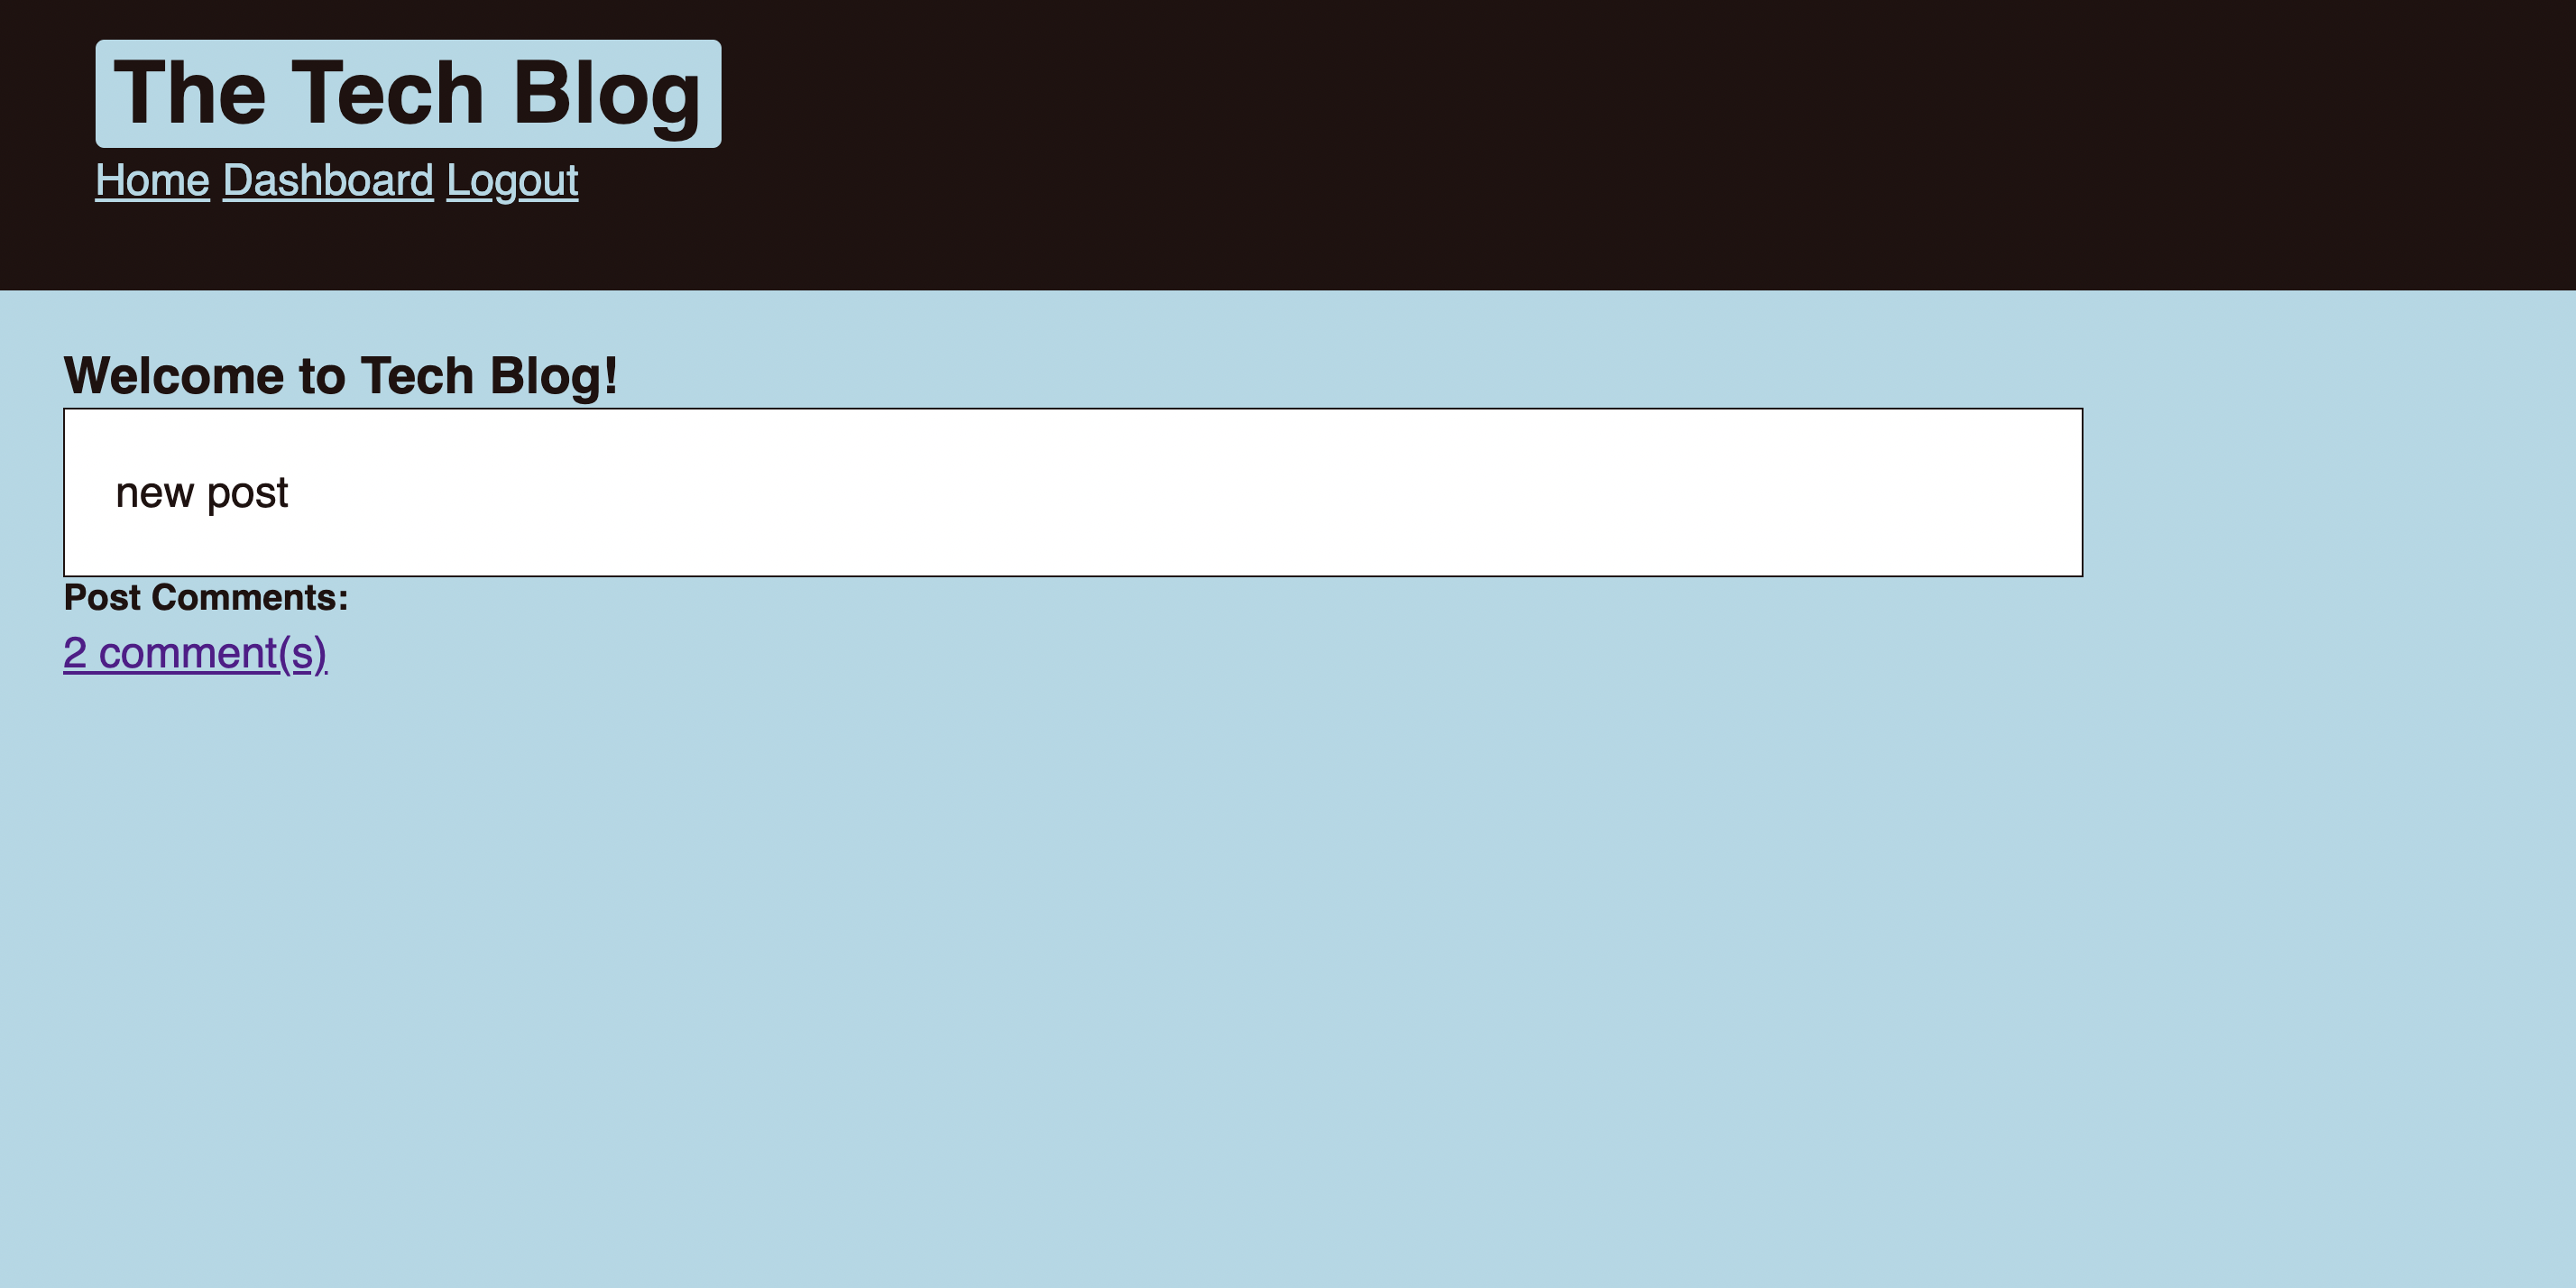 The Tech Blog
Home Dashboard Logout
Welcome to Tech Blog!
new post
Post Comments:
2 comment(s)